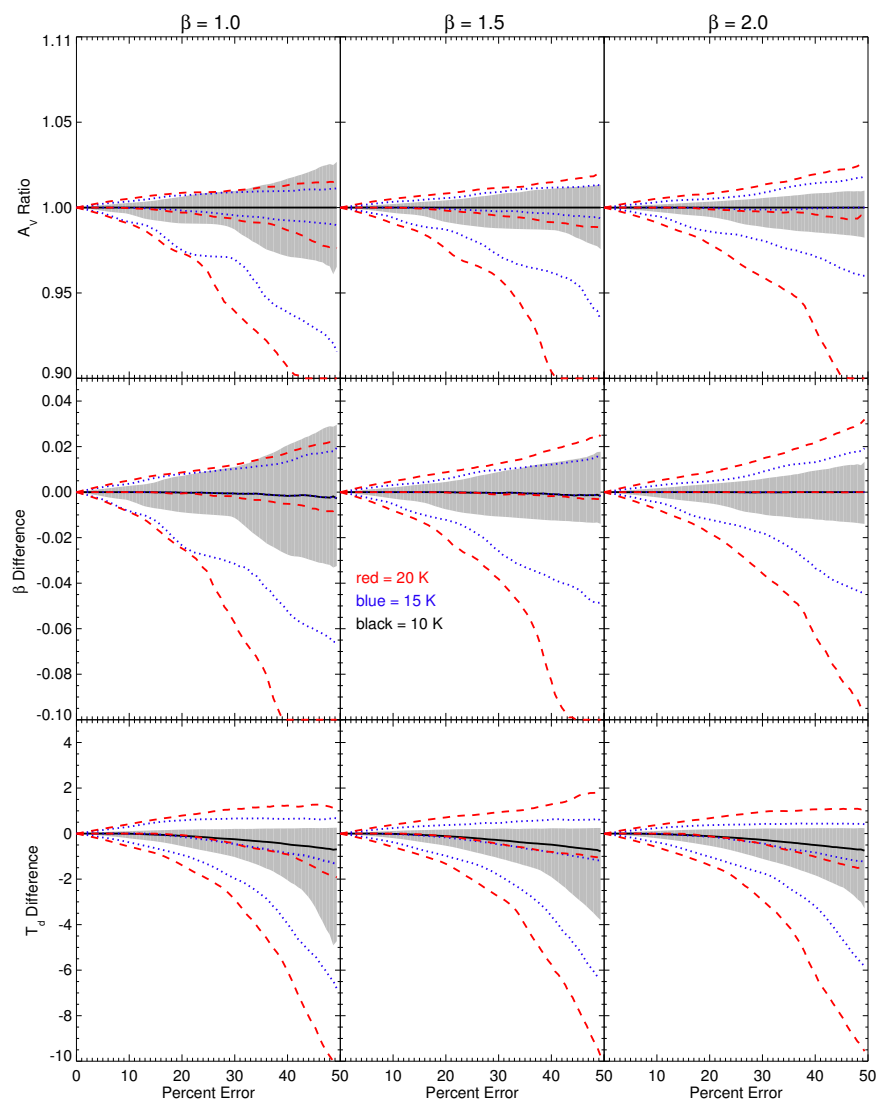 β = 1.0 β = 1.5 β = 2.0
1.11
1.05
1.00
0.95
0.90
A_V Ratio
0.04
0.02
0.00
-0.02
-0.04
-0.06
-0.08
-0.10
β Difference
red = 20 K
blue = 15 K
black = 10 K
4
2
0
-2
-4
-6
-8
-10
T_d Difference
0 10 20 30 40 50 10 20 30 40 50 10 20 30 40 50
Percent Error Percent Error Percent Error